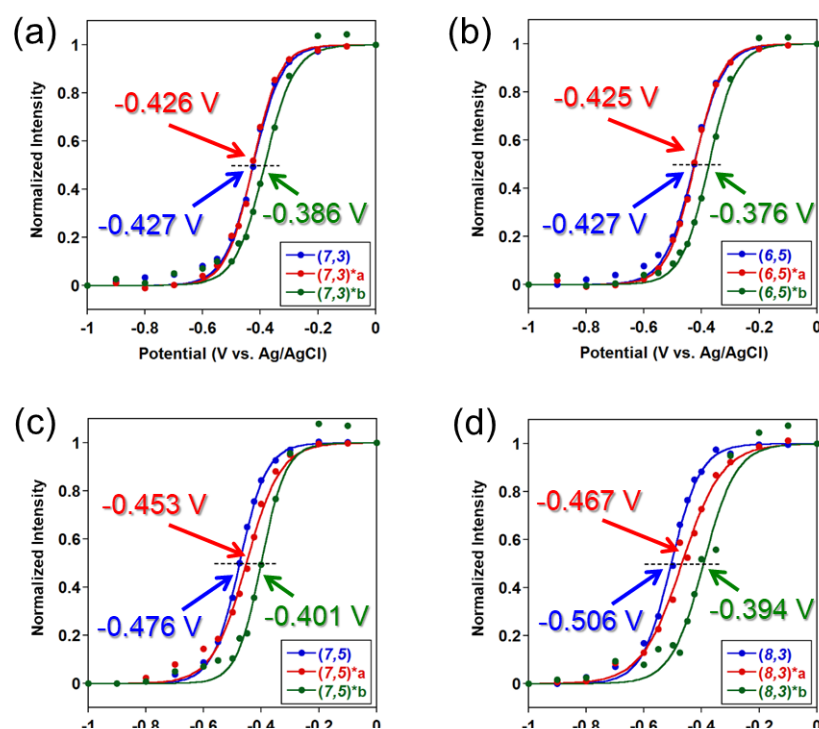 (a)
Normalized Intensity
1
0.8
0.6
0.4
0.2
0
-0.426 V
-0.427 V
-0.386 V
(7,3)
(7,3)*a
(7,3)*b
-1 -0.8 -0.6 -0.4 -0.2 0
Potential (V vs. Ag/AgCl)
(b)
Normalized Intensity
1
0.8
0.6
0.4
0.2
0
-0.425 V
-0.427 V
-0.376 V
(6,5)
(6,5)*a
(6,5)*b
-1 -0.8 -0.6 -0.4 -0.2 0
Potential (V vs. Ag/AgCl)
(c)
Normalized Intensity
1
0.8
0.6
0.4
0.2
0
-0.453 V
-0.476 V
-0.401 V
(7,5)
(7,5)*a
(7,5)*b
-1 -0.8 -0.6 -0.4 -0.2 0
(d)
Normalized Intensity
1
0.8
0.6
0.4
0.2
0
-0.467 V
-0.506 V
-0.394 V
(8,3)
(8,3)*a
(8,3)*b
-1 -0.8 -0.6 -0.4 -0.2 0